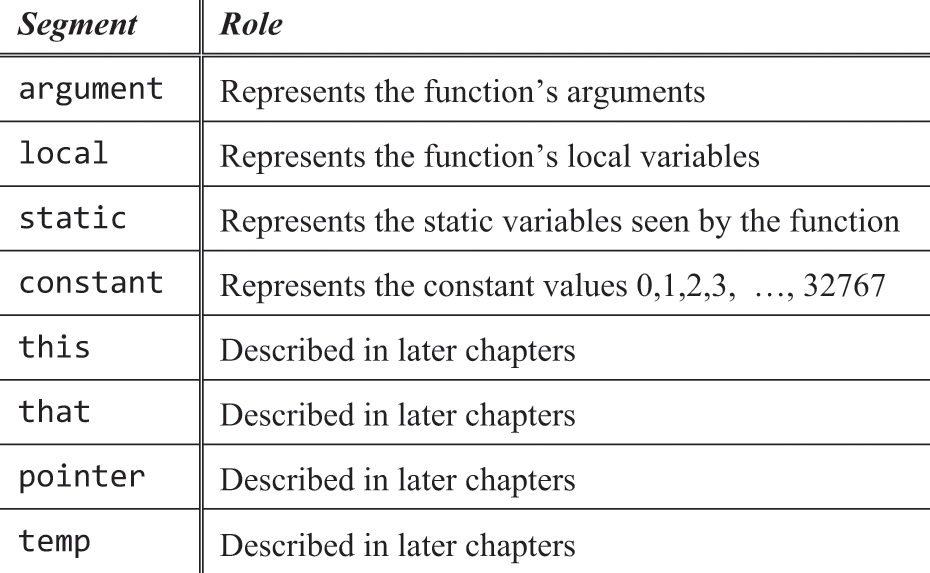 Segment Role
argument Represents the function’s arguments
local Represents the function’s local variables
static Represents the static variables seen by the function
constant Represents the constant values 0,1,2,3, …, 32767
this Described in later chapters
that Described in later chapters
pointer Described in later chapters
temp Described in later chapters